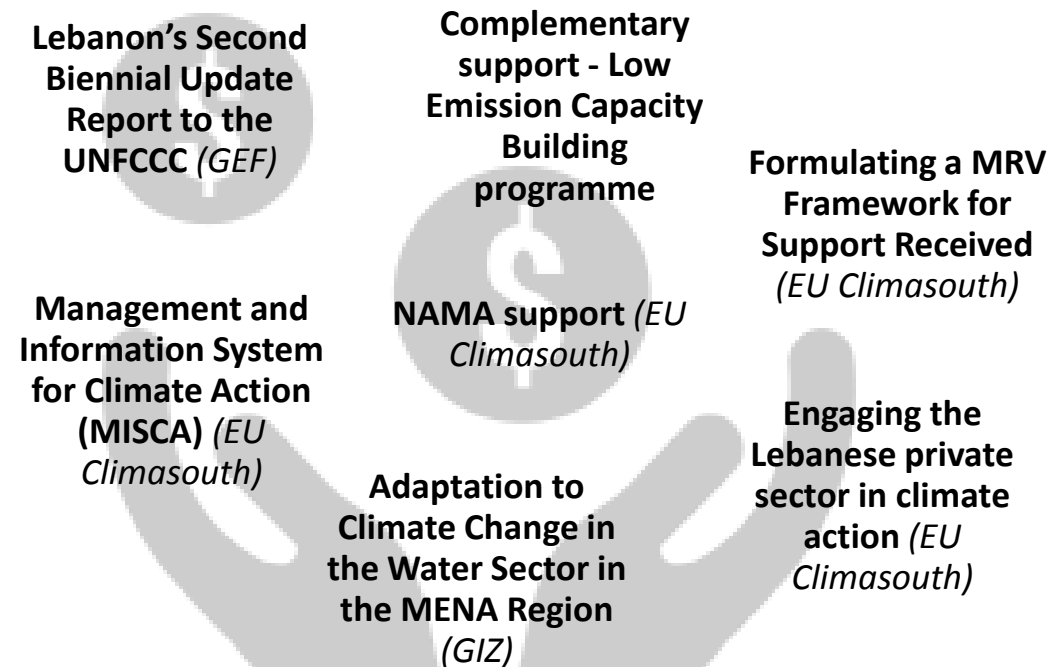 Lebanon’s Second
Biennial Update
Report to the
UNFCCC (GEF)
Complementary
support - Low
Emission Capacity
Building
programme
Formulating a MRV
Framework for
Support Received
(EU Climasouth)
Management and
Information System
for Climate Action
(MISCA) (EU
Climasouth)
NAMA support (EU
Climasouth)
Engaging the
Lebanese private
sector in climate
action (EU
Climasouth)
Adaptation to
Climate Change in
the Water Sector in
the MENA Region
(GIZ)